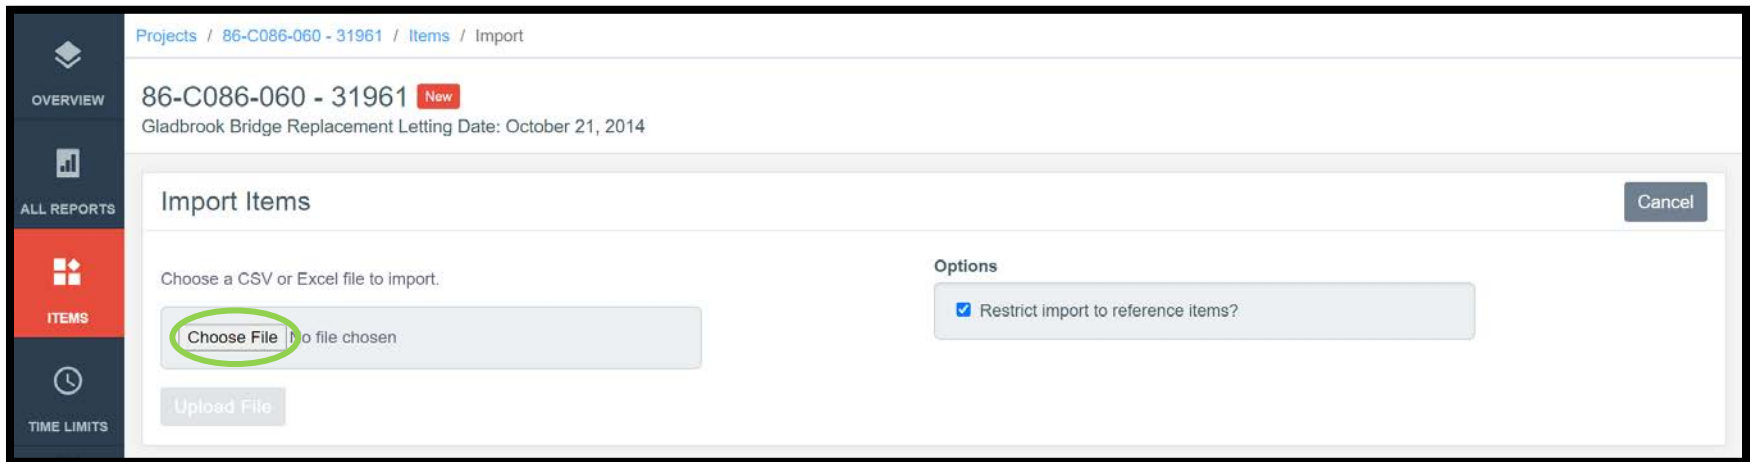 Projects / 86-C086-060 - 31961 / Items / Import
OVERVIEW
86-C086-060 - 31961 New
Gladbrook Bridge Replacement Letting Date: October 21, 2014
ALL REPORTS
Import Items
Cancel
ITEMS
Choose a CSV or Excel file to import.
Choose File No file chosen
Upload File
Options
Restrict import to reference items?
TIME LIMITS